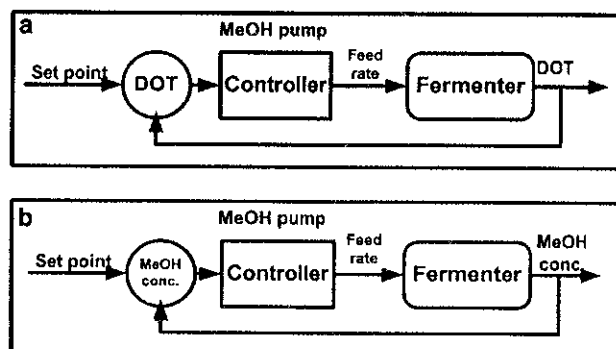 a
MeOH pump
Set point
DOT
Controller
Feed
rate
Fermenter
DOT
b
MeOH pump
Set point
MeOH
conc.
Controller
Feed
rate
Fermenter
MeOH
conc.